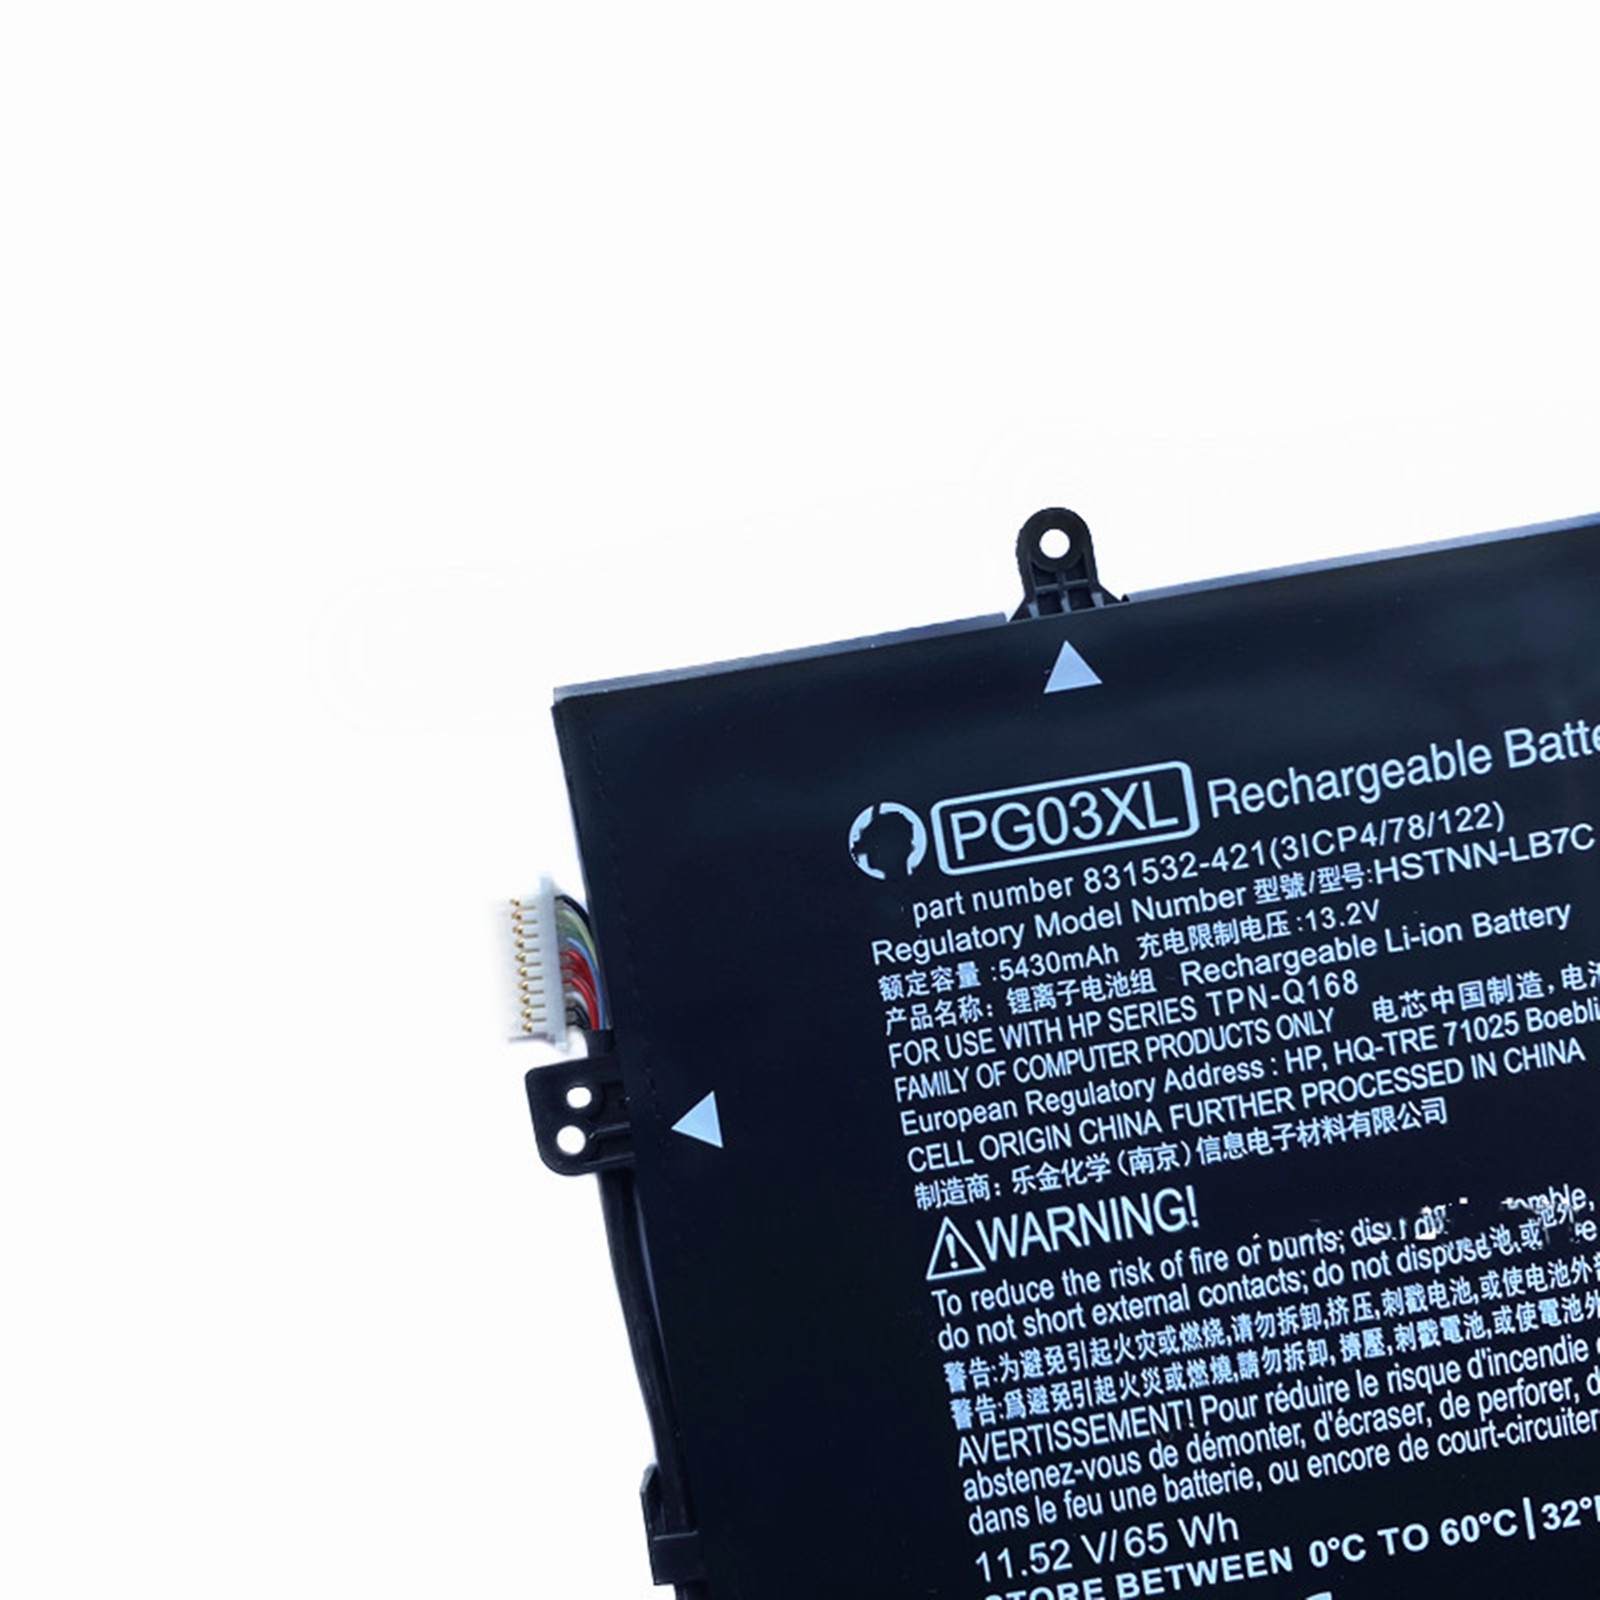 PG03XL Rechargeable Batte
part number 831532-421(3ICP4/78/122)
Regulatory Model Number 型號/型号:HSTNN-LB7C
额定容量 :5430mAh 充电限制电压:13.2V
产品名称: 锂离子电池组 Rechargeable Li-ion Battery
FOR USE WITH HP SERIES TPN-Q168
FAMILY OF COMPUTER PRODUCTS ONLY 电芯中国制造,电池
European Regulatory Address : HP, HQ-TRE 71025 Boebli
CELL ORIGIN CHINA FURTHER PROCESSED IN CHINA
制造商: 乐金化学(南京)信息电子材料有限公司
WARNING!
To reduce the risk of fire or burns;
do not short external contacts; do not dispose
警告:为避免引起火灾或燃烧,请勿拆卸,挤压,刺戳电池,或使电池外
警告:爲避免引起火災或燃燒,請勿拆卸,擠壓,刺戳電池,或使電池外
AVERTISSEMENT! Pour réduire le risque d'incendie
abstenez-vous de démonter, d'écraser, de perforer, d
dans le feu une batterie, ou encore de court-circuiter
11.52 V/65 Wh
STORE BETWEEN 0°C TO 60°C|32°F